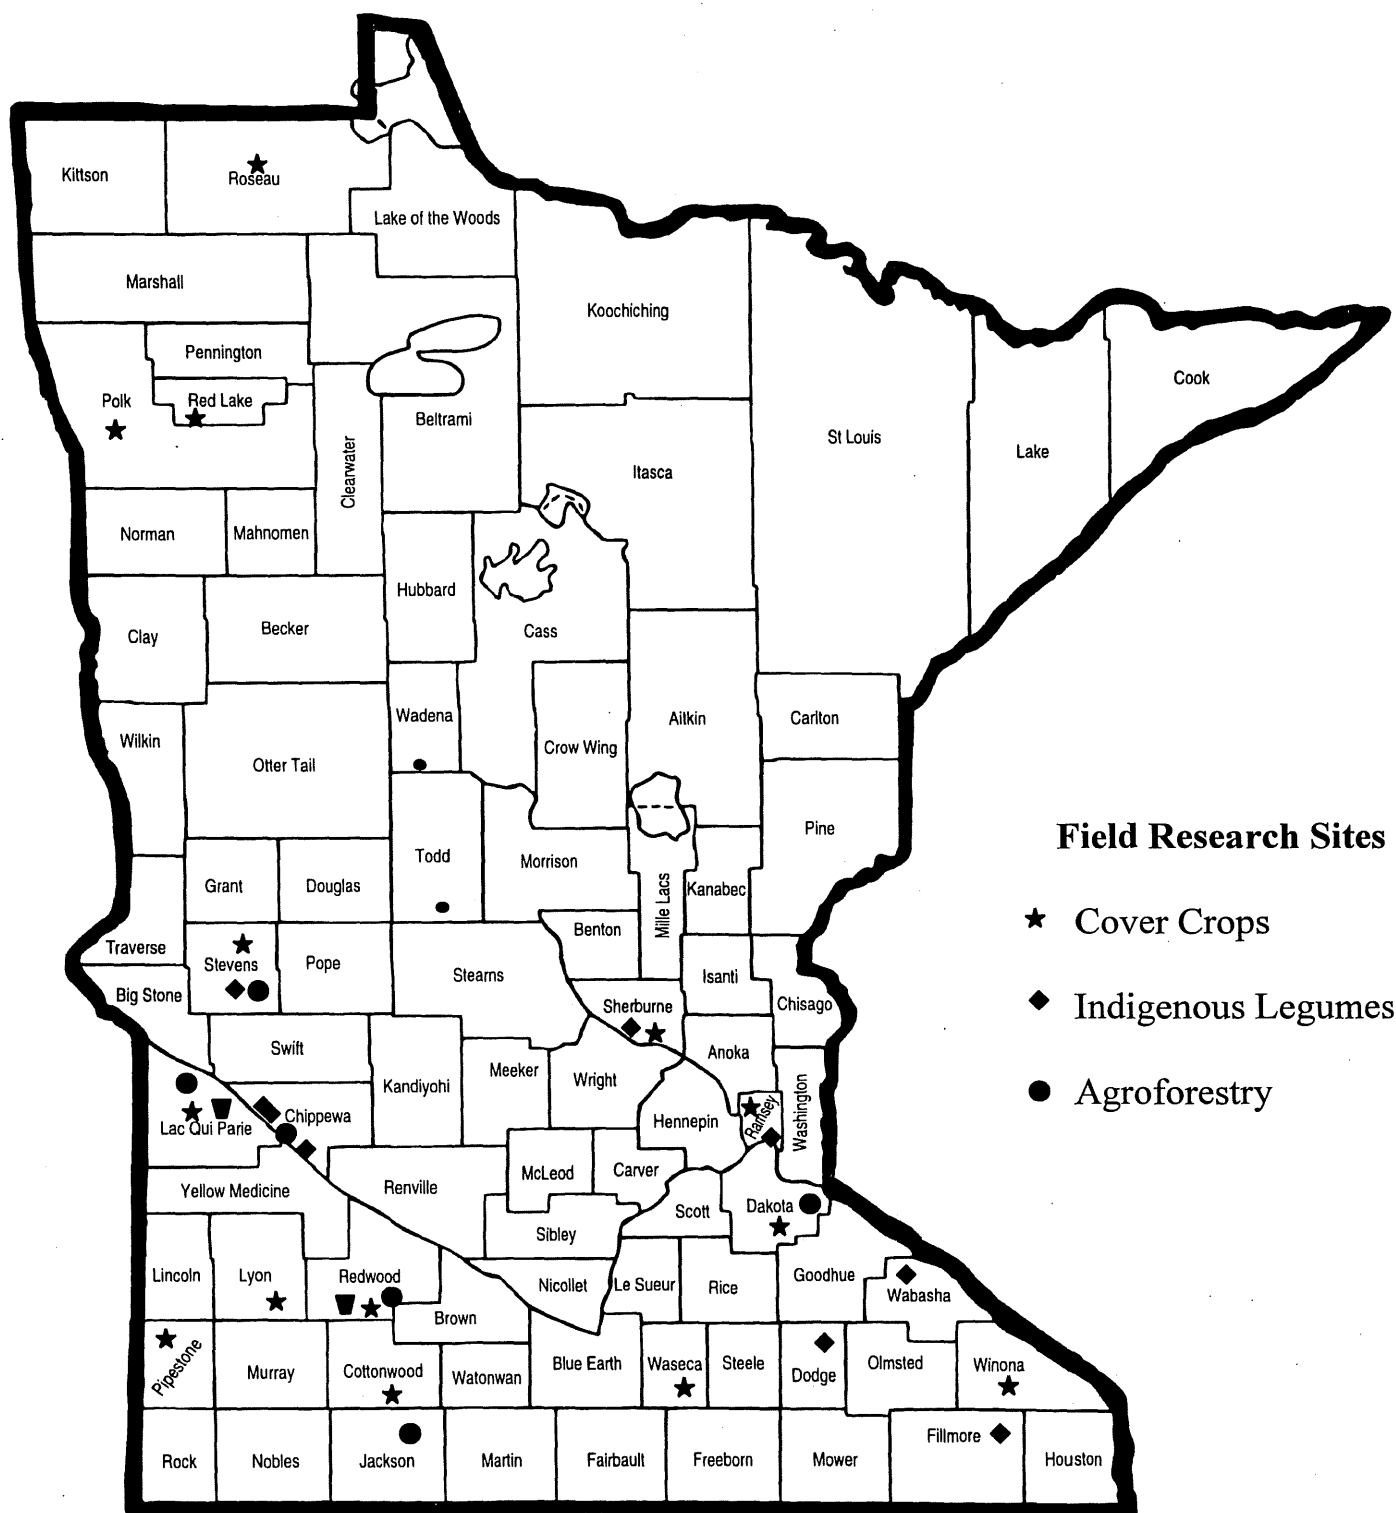 Kittson
Roseau
Lake of the Woods
Marshall
Koochiching
Pennington
Cook
Polk
Red Lake
Beltrami
St Louis
Lake
Clearwater
Itasca
Norman
Mahnomen
Hubbard
Clay
Becker
Cass
Wadena
Aitkin
Carlton
Wilkin
Crow Wing
Otter Tail
Pine
Field Research Sites
Todd
Morrison
Grant
Douglas
Kanabec
Mille Lacs
Cover Crops
Benton
Traverse
Stevens
Pope
Stearns
Isanti
Big Stone
Sherburne
Chisago
Indigenous Legumes
Swift
Anoka
Meeker
Wright
Kandiyohi
Agroforestry
Chippewa
Lac Qui Parie
Hennepin
Ramsey
Washington
McLeod
Carver
Yellow Medicine
Renville
Dakota
Scott
Sibley
Lincoln
Lyon
Redwood
Nicollet
Le Sueur
Rice
Goodhue
Wabasha
Brown
Pipestone
Murray
Cottonwood
Watonwan
Blue Earth
Waseca
Steele
Dodge
Olmsted
Winona
Fillmore
Rock
Nobles
Jackson
Martin
Fairbault
Freeborn
Mower
Houston